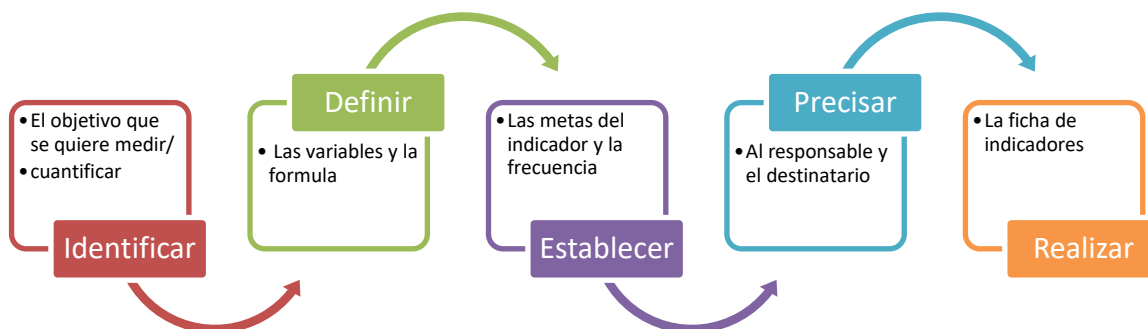 • El objetivo que
se quiere medir/
• cuantificar
Identificar
Definir
• Las variables y la
formula
• Las metas del
indicador y la
frecuencia
Establecer
Precisar
• Al responsable y
el destinatario
• La ficha de
indicadores
Realizar